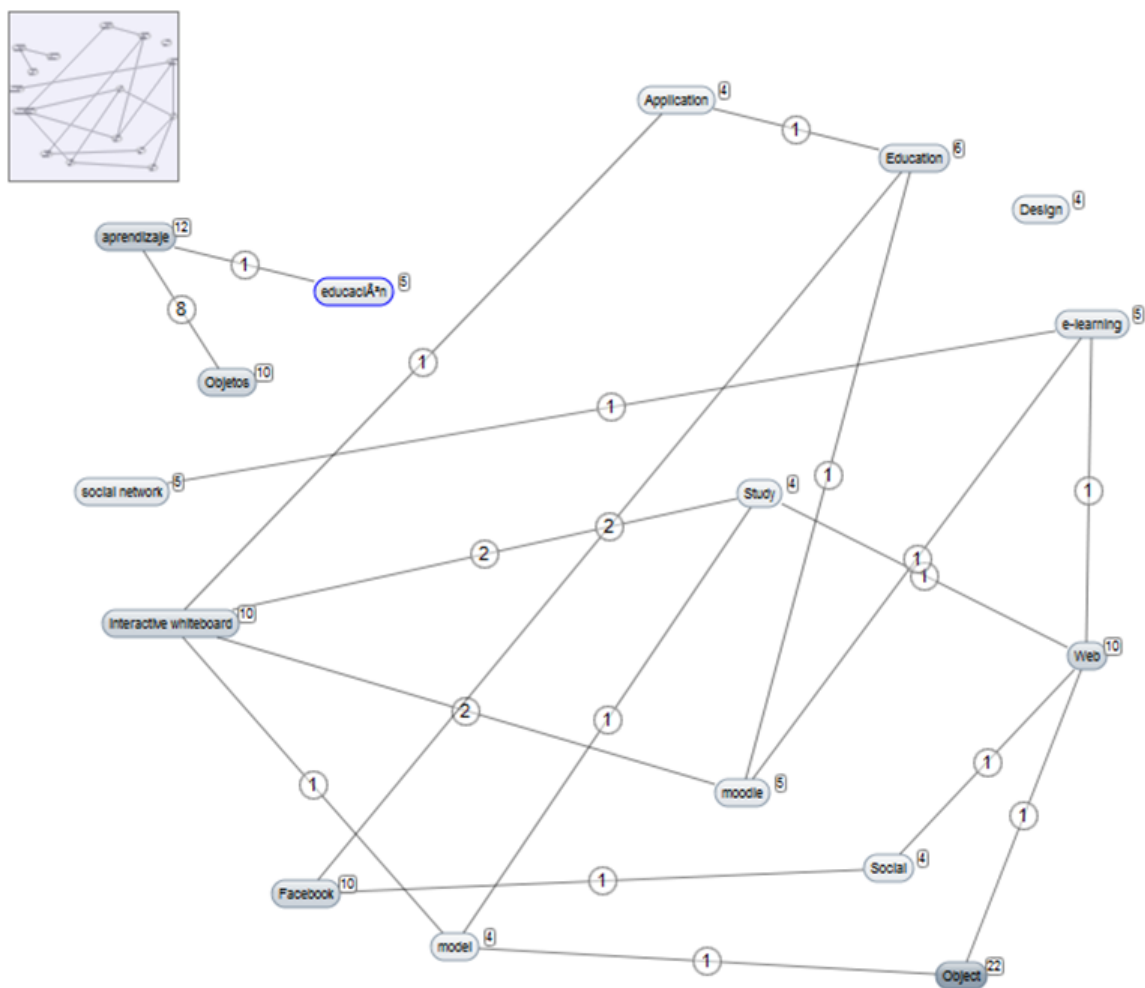 Application 4
1
Education 6
Design 4
aprendizaje 12
1
educaciÃªn 5
8
e-learning 5
Objetos 10
1
1
social network 5
Study 4
1
1
2
2
1
1
Interactive whiteboard 10
Web 10
2
1
1
1
moodle 5
1
Social 4
1
Facebook 10
model 4
1
Object 22